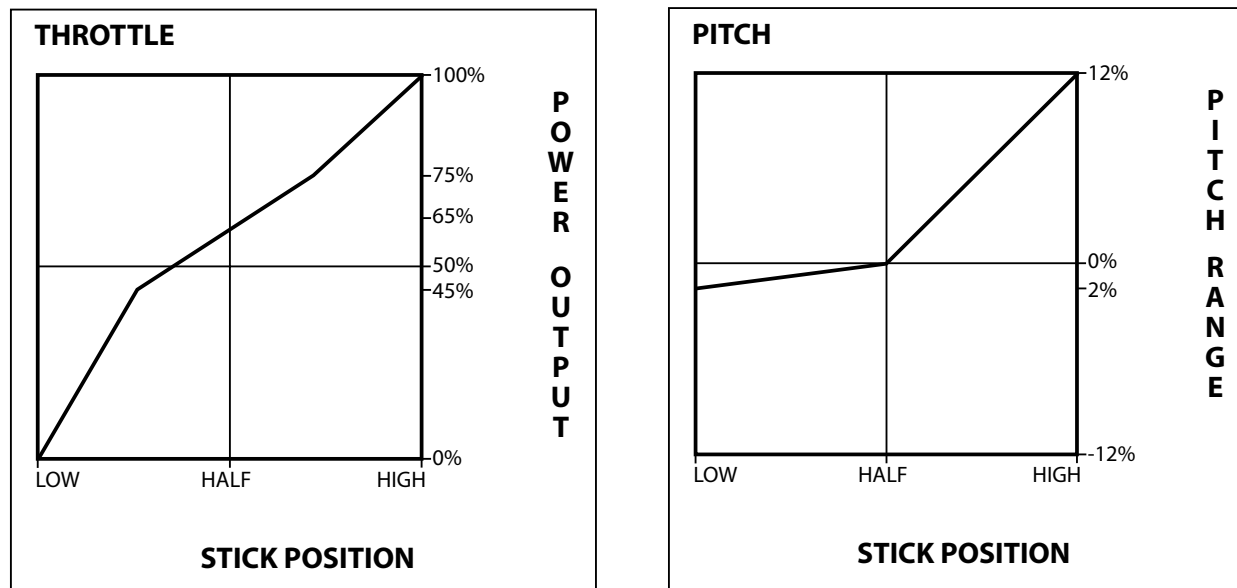 THROTTLE
100%
75%
65%
50%
45%
0%
LOW HALF HIGH
STICK POSITION
POWER OUTPUT
PITCH
12%
0%
2%
-12%
LOW HALF HIGH
STICK POSITION
PITCH RANGE